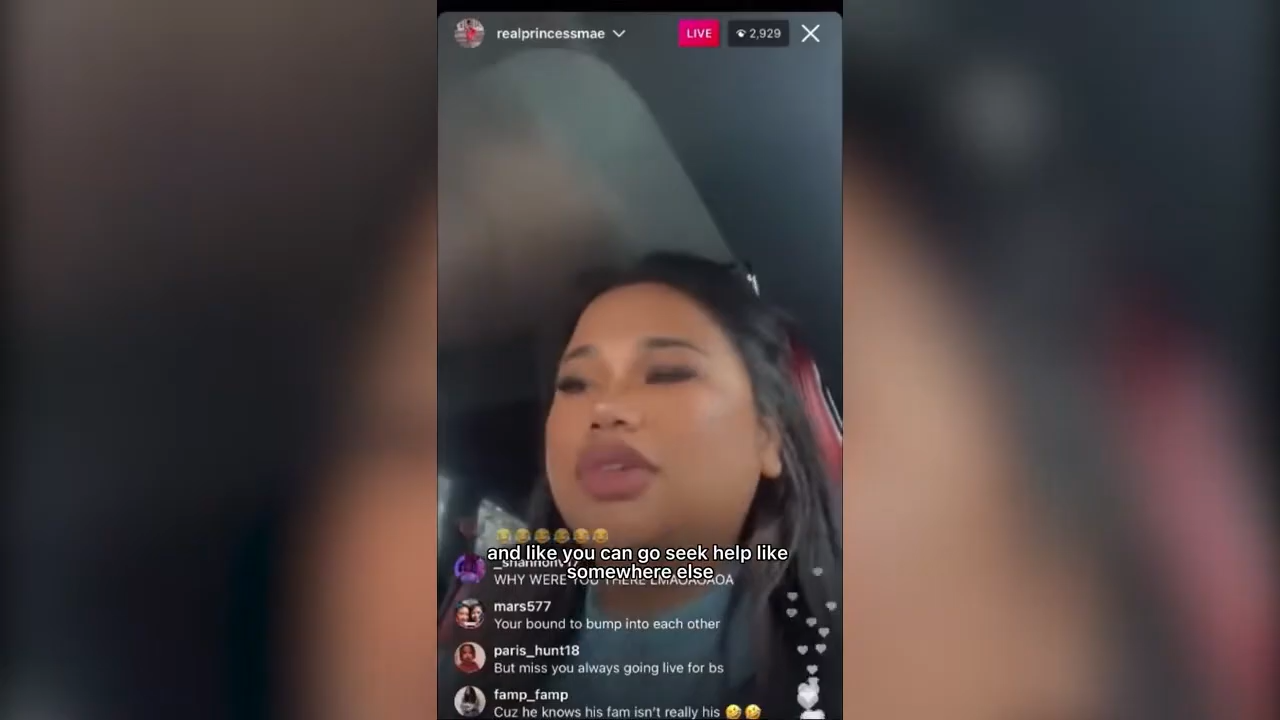 realprincessmae
LIVE
2,929
😂😂😂😂😂😂
and like you can go seek help like
somewhere else
WHY WERE YOU THERE LMAOAOAOA
mars577
Your bound to bump into each other
paris_hunt18
But miss you always going live for bs
famp_famp
Cuz he knows his fam isn't really his 🤣🤣